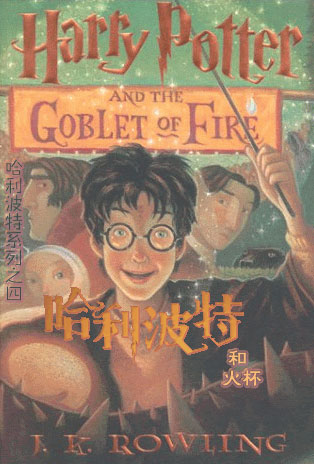 Harry Potter
AND THE
GOBLET OF FIRE
哈利波特系列之四
哈利波特
和
火杯
J. K. ROWLING